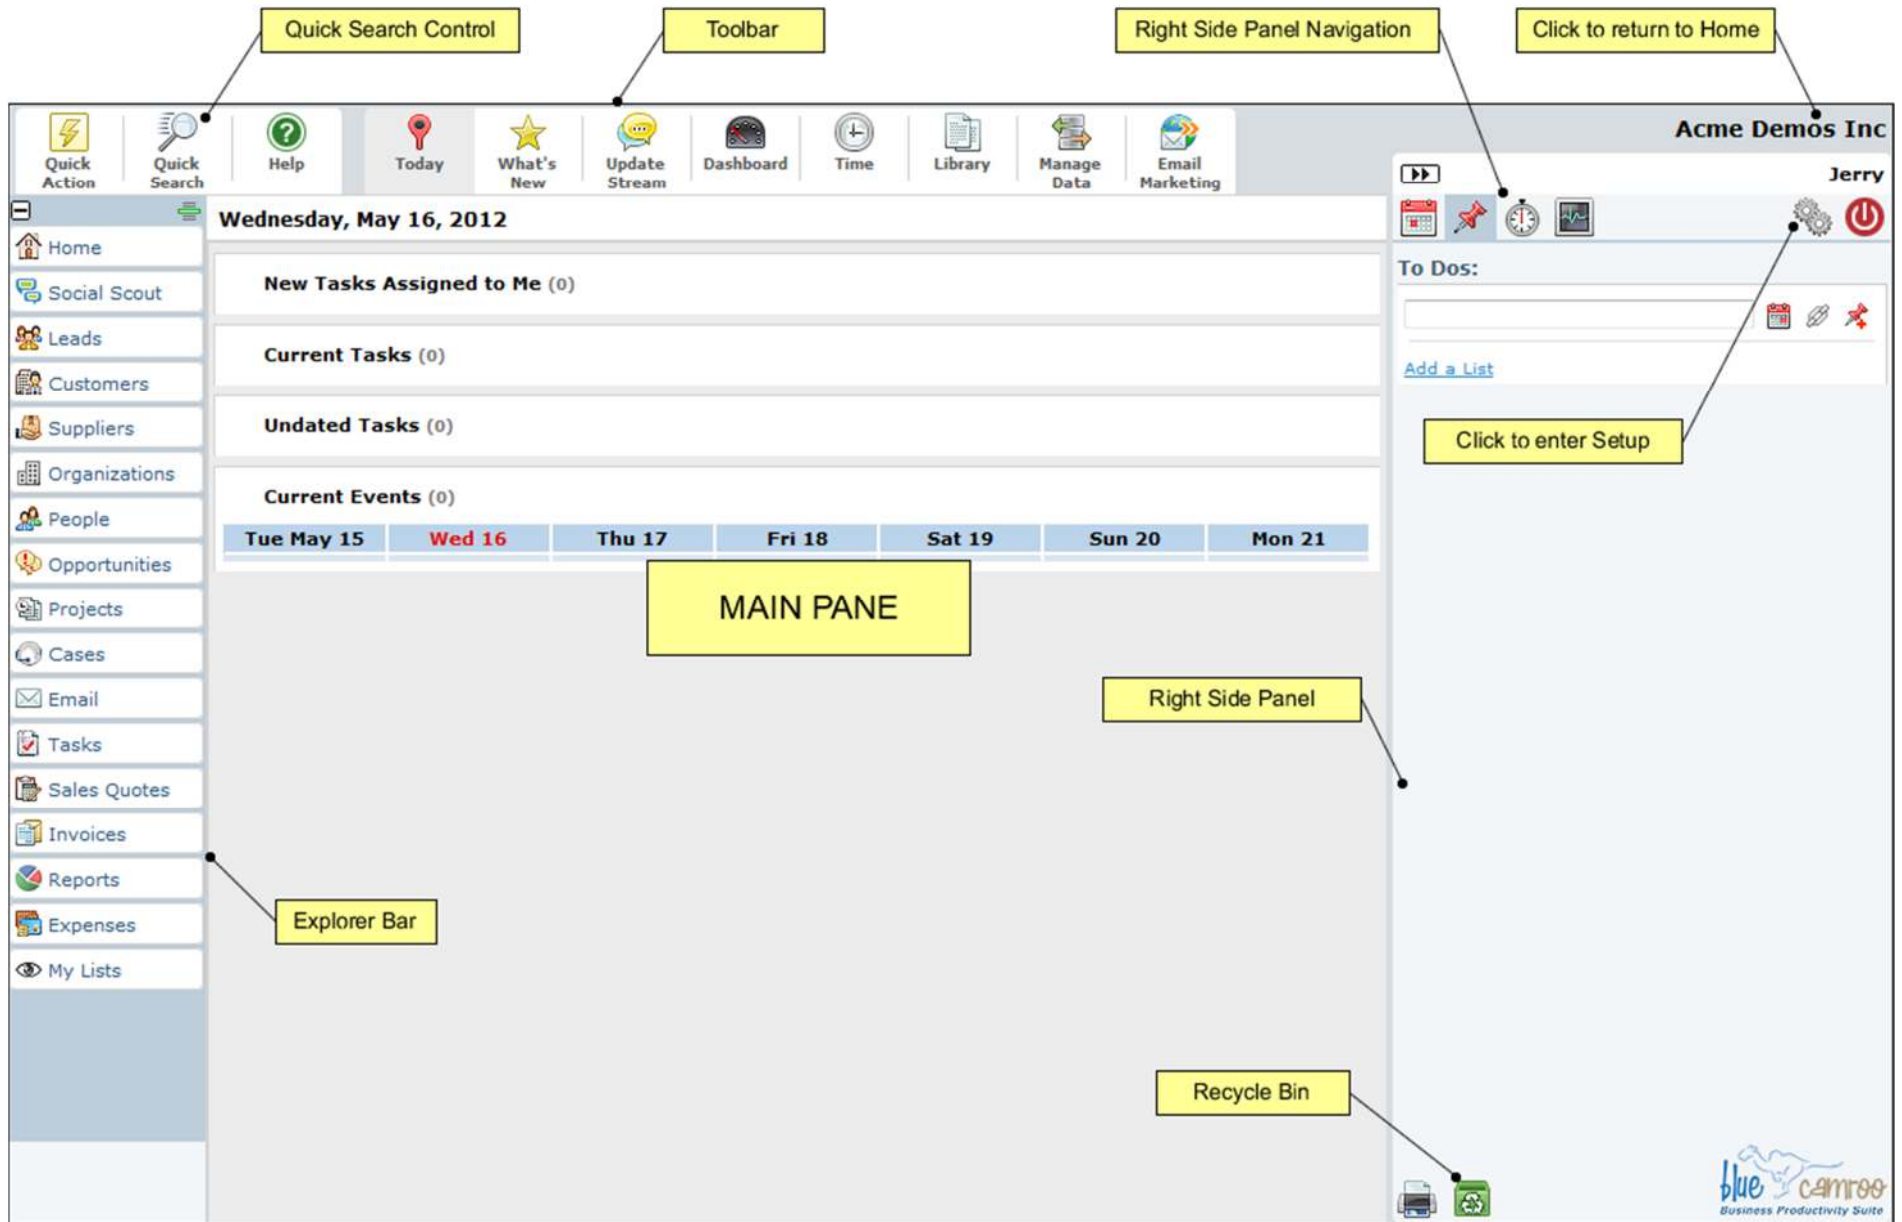 Quick Search Control
Toolbar
Right Side Panel Navigation
Click to return to Home
Quick
Action
Quick
Search
Help
Today
What's
New
Update
Stream
Dashboard
Time
Library
Manage
Data
Email
Marketing
Acme Demos Inc
Jerry
Home
Social Scout
Leads
Customers
Suppliers
Organizations
People
Opportunities
Projects
Cases
Email
Tasks
Sales Quotes
Invoices
Reports
Expenses
My Lists
Wednesday, May 16, 2012
New Tasks Assigned to Me (0)
Current Tasks (0)
Undated Tasks (0)
Current Events (0)
Tue May 15 Wed 16 Thu 17 Fri 18 Sat 19 Sun 20 Mon 21
MAIN PANE
To Dos:
Add a List
Click to enter Setup
Right Side Panel
Explorer Bar
Recycle Bin
blue camroo
Business Productivity Suite